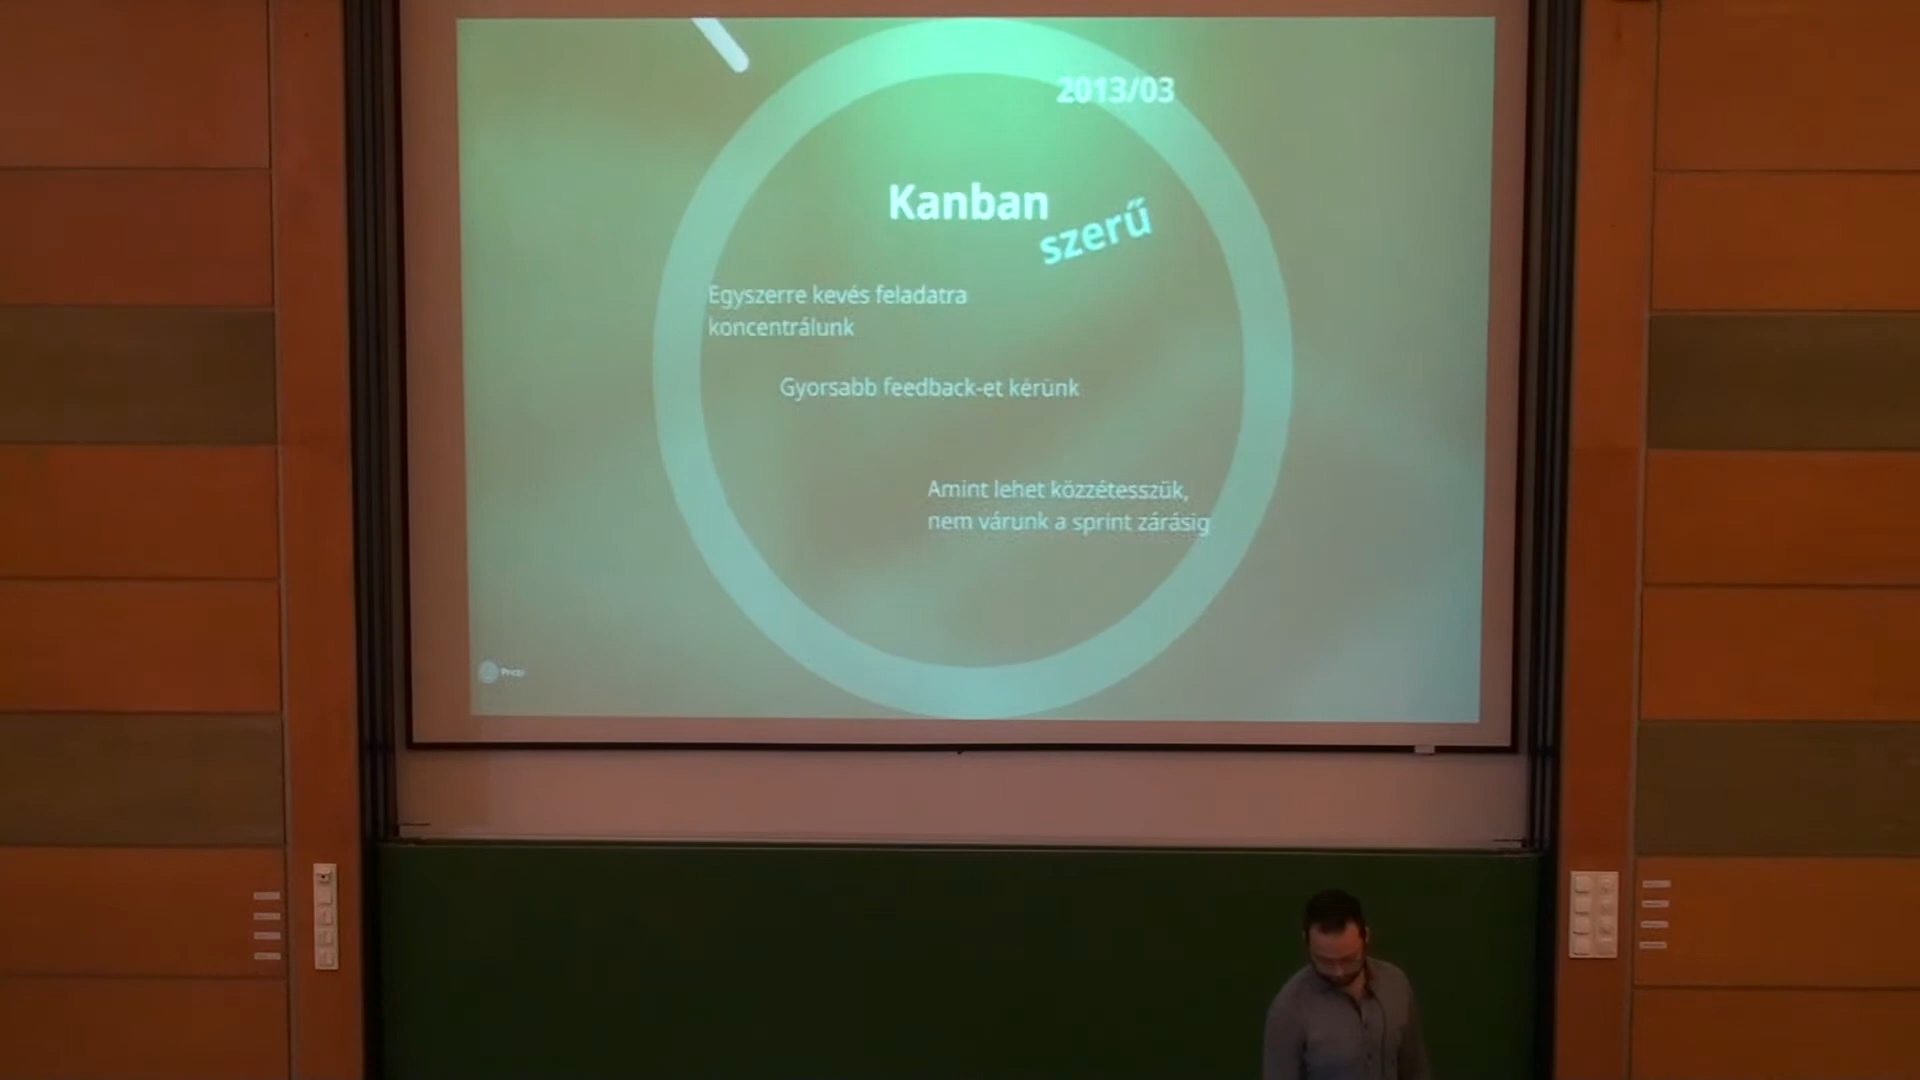 2013/03
Kanban
szerű
Egyszerre kevés feladatra
koncentrálunk
Gyorsabb feedback-et kérünk
Amint lehet közzétesszük,
nem várunk a sprint zárásig
Prezi